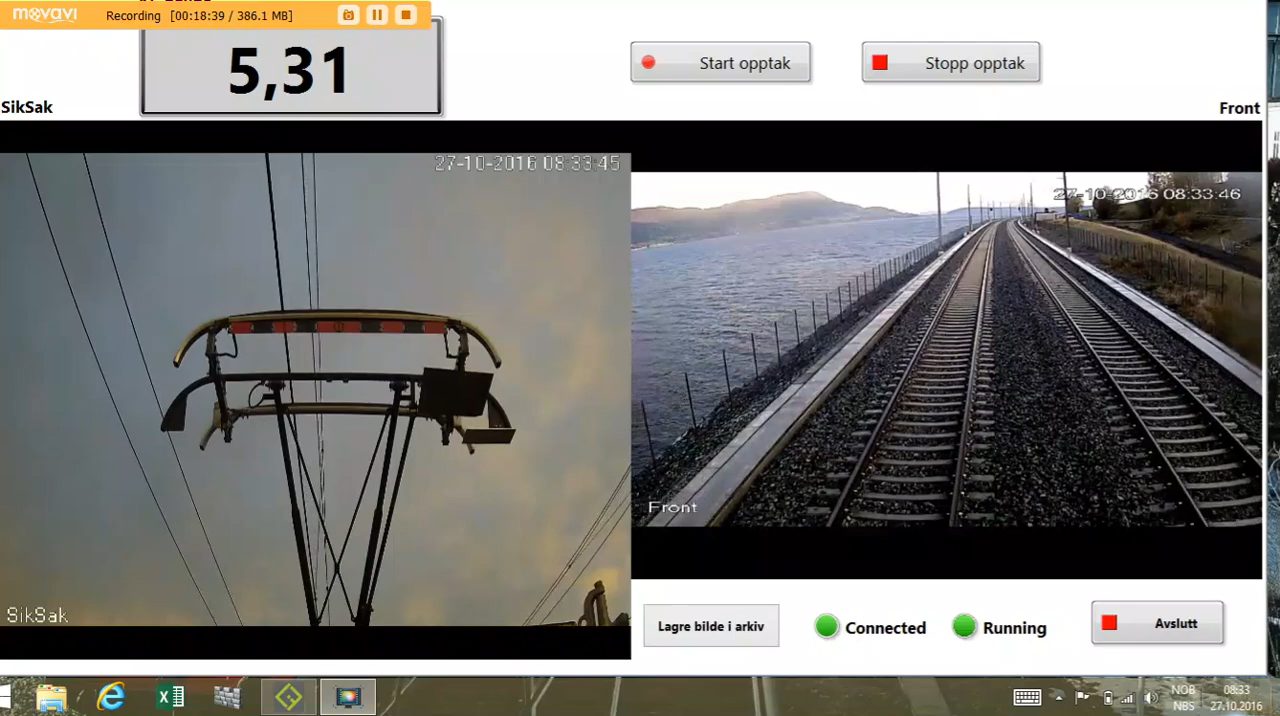 movavi
Recording [00:18:39 / 386.1 MB]
5,31
Start opptak
Stopp opptak
SikSak
Front
27-10-2016 08:33:45
27-10-2016 08:33:46
Front
SikSak
Lagre bilde i arkiv
Connected
Running
Avslutt
NOB
NBS
08:33
27.10.2016